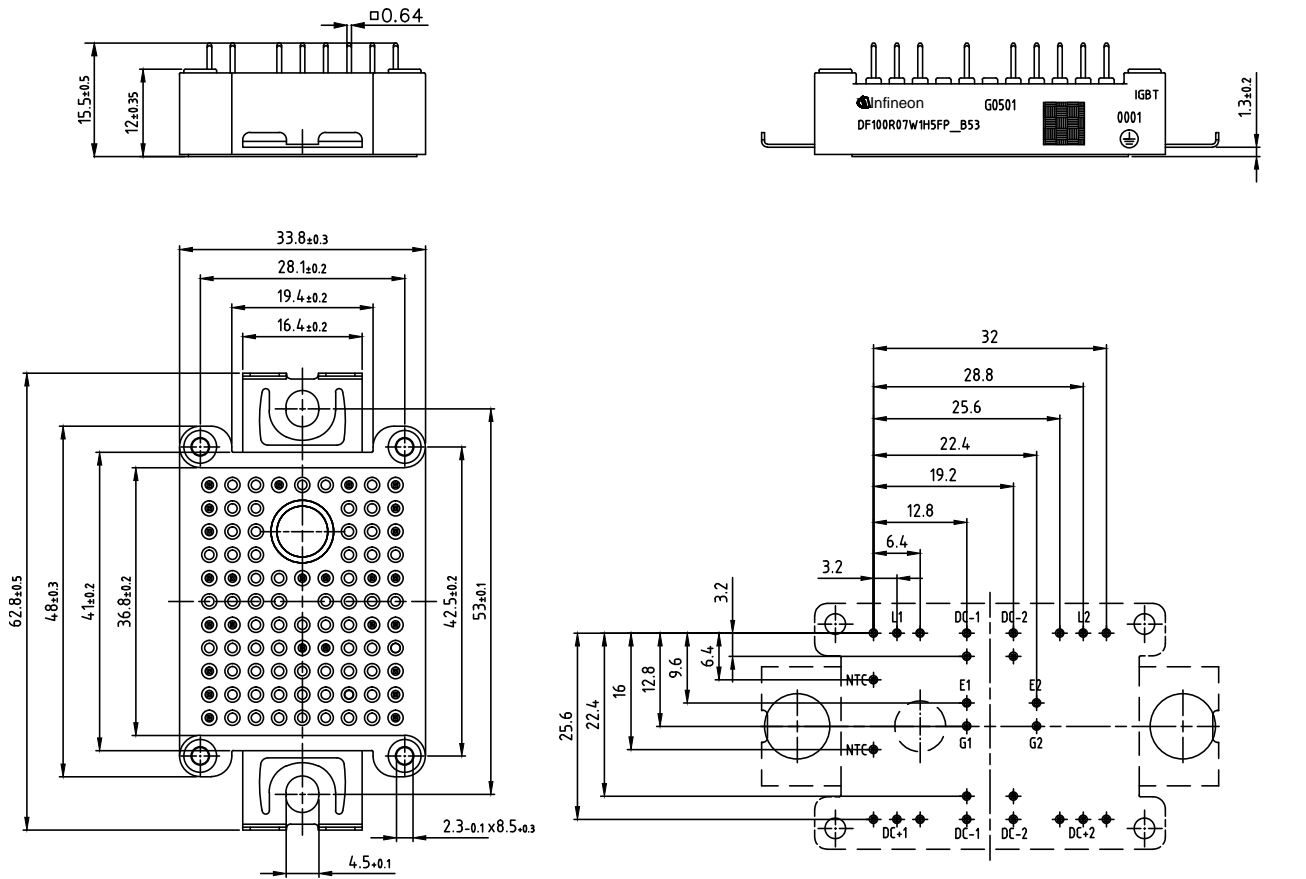 □0.64
15.5±0.5
12±0.35
Infineon
G0501
IGBT
DF100R07W1H5FP_B53
0001
1.3±0.2
33.8±0.3
28.1±0.2
19.4±0.2
16.4±0.2
62.8±0.5
48±0.3
41±0.2
36.8±0.2
42.5±0.2
53±0.1
2.3-0.1x8.5+0.3
4.5+0.1
32
28.8
25.6
22.4
19.2
12.8
6.4
3.2
3.2
6.4
9.6
12.8
16
22.4
25.6
L1
DC-1
DC-2
L2
NTC
E1
E2
G1
G2
NTC
DC+1
DC-1
DC-2
DC+2